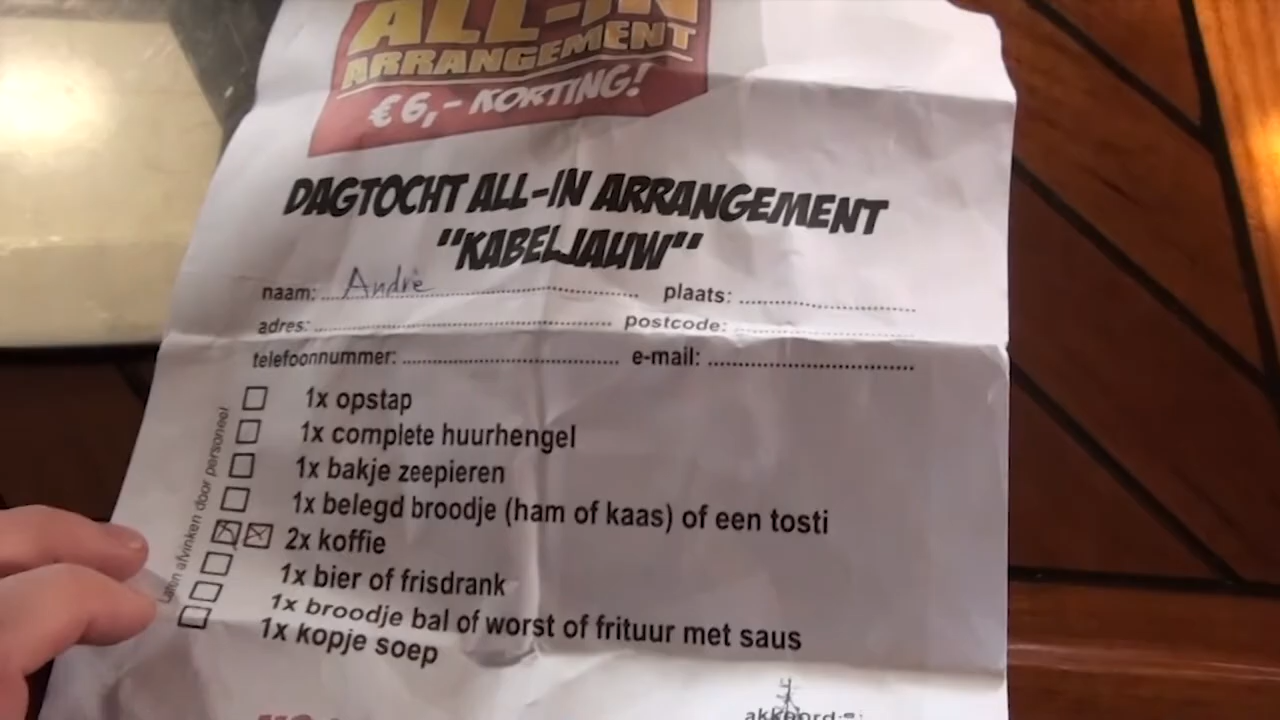 ALL-IN
ARRANGEMENT
€ 6,- KORTING!
DAGTOCHT ALL-IN ARRANGEMENT
"KABELJAUW"
naam: Andre plaats:
adres: postcode:
telefoonnummer: e-mail:
Laten afvinken door personeel
1x opstap
1x complete huurhengel
1x bakje zeepieren
1x belegd broodje (ham of kaas) of een tosti
2x koffie
1x bier of frisdrank
1x broodje bal of worst of frituur met saus
1x kopje soep
akkoord